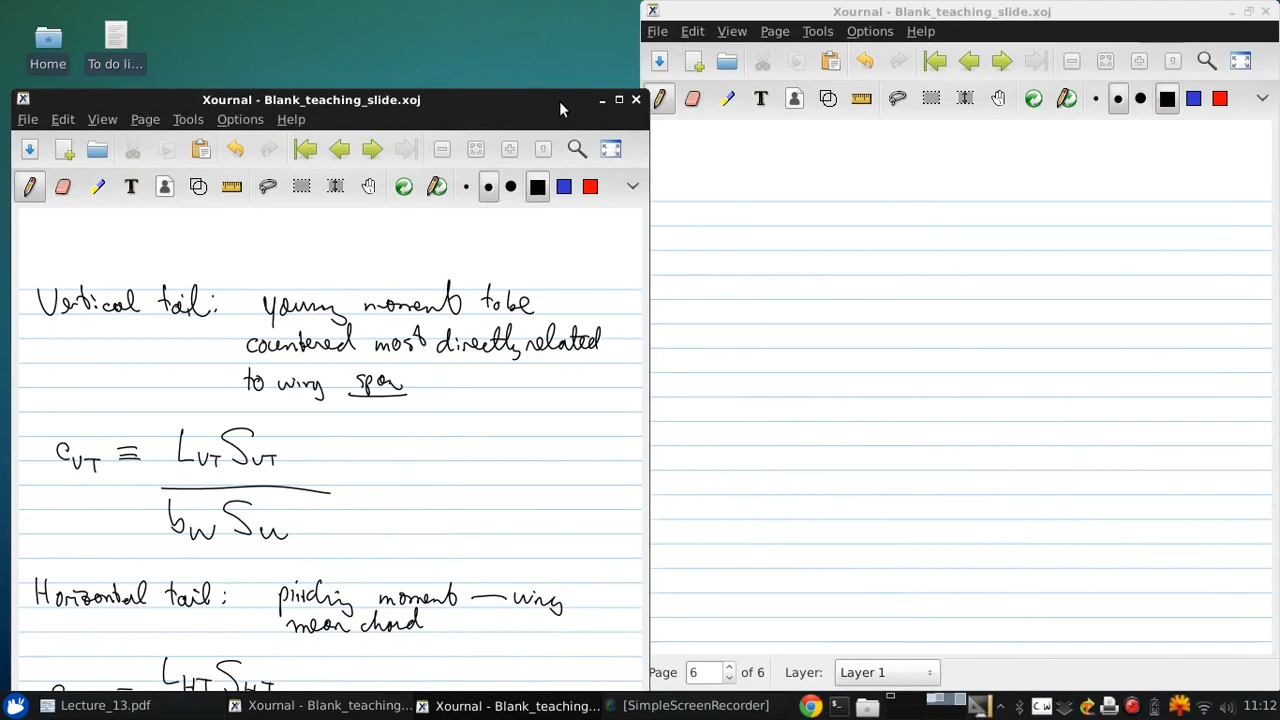 Home
To do li...
Xournal - Blank_teaching_slide.xoj
File Edit View Page Tools Options Help
Vertical tail: yawing moment to be
countered most directly related
to wing span
c_VT ≡ L_VT S_VT
b_W S_W
Horizontal tail: pitching moment — wing
mean chord
L_HT S_HT
Xournal - Blank_teaching_slide.xoj
File Edit View Page Tools Options Help
Page 6 of 6 Layer: Layer 1
Lecture_13.pdf
Xournal - Blank_teaching...
Xournal - Blank_teaching...
[SimpleScreenRecorder]
11:12